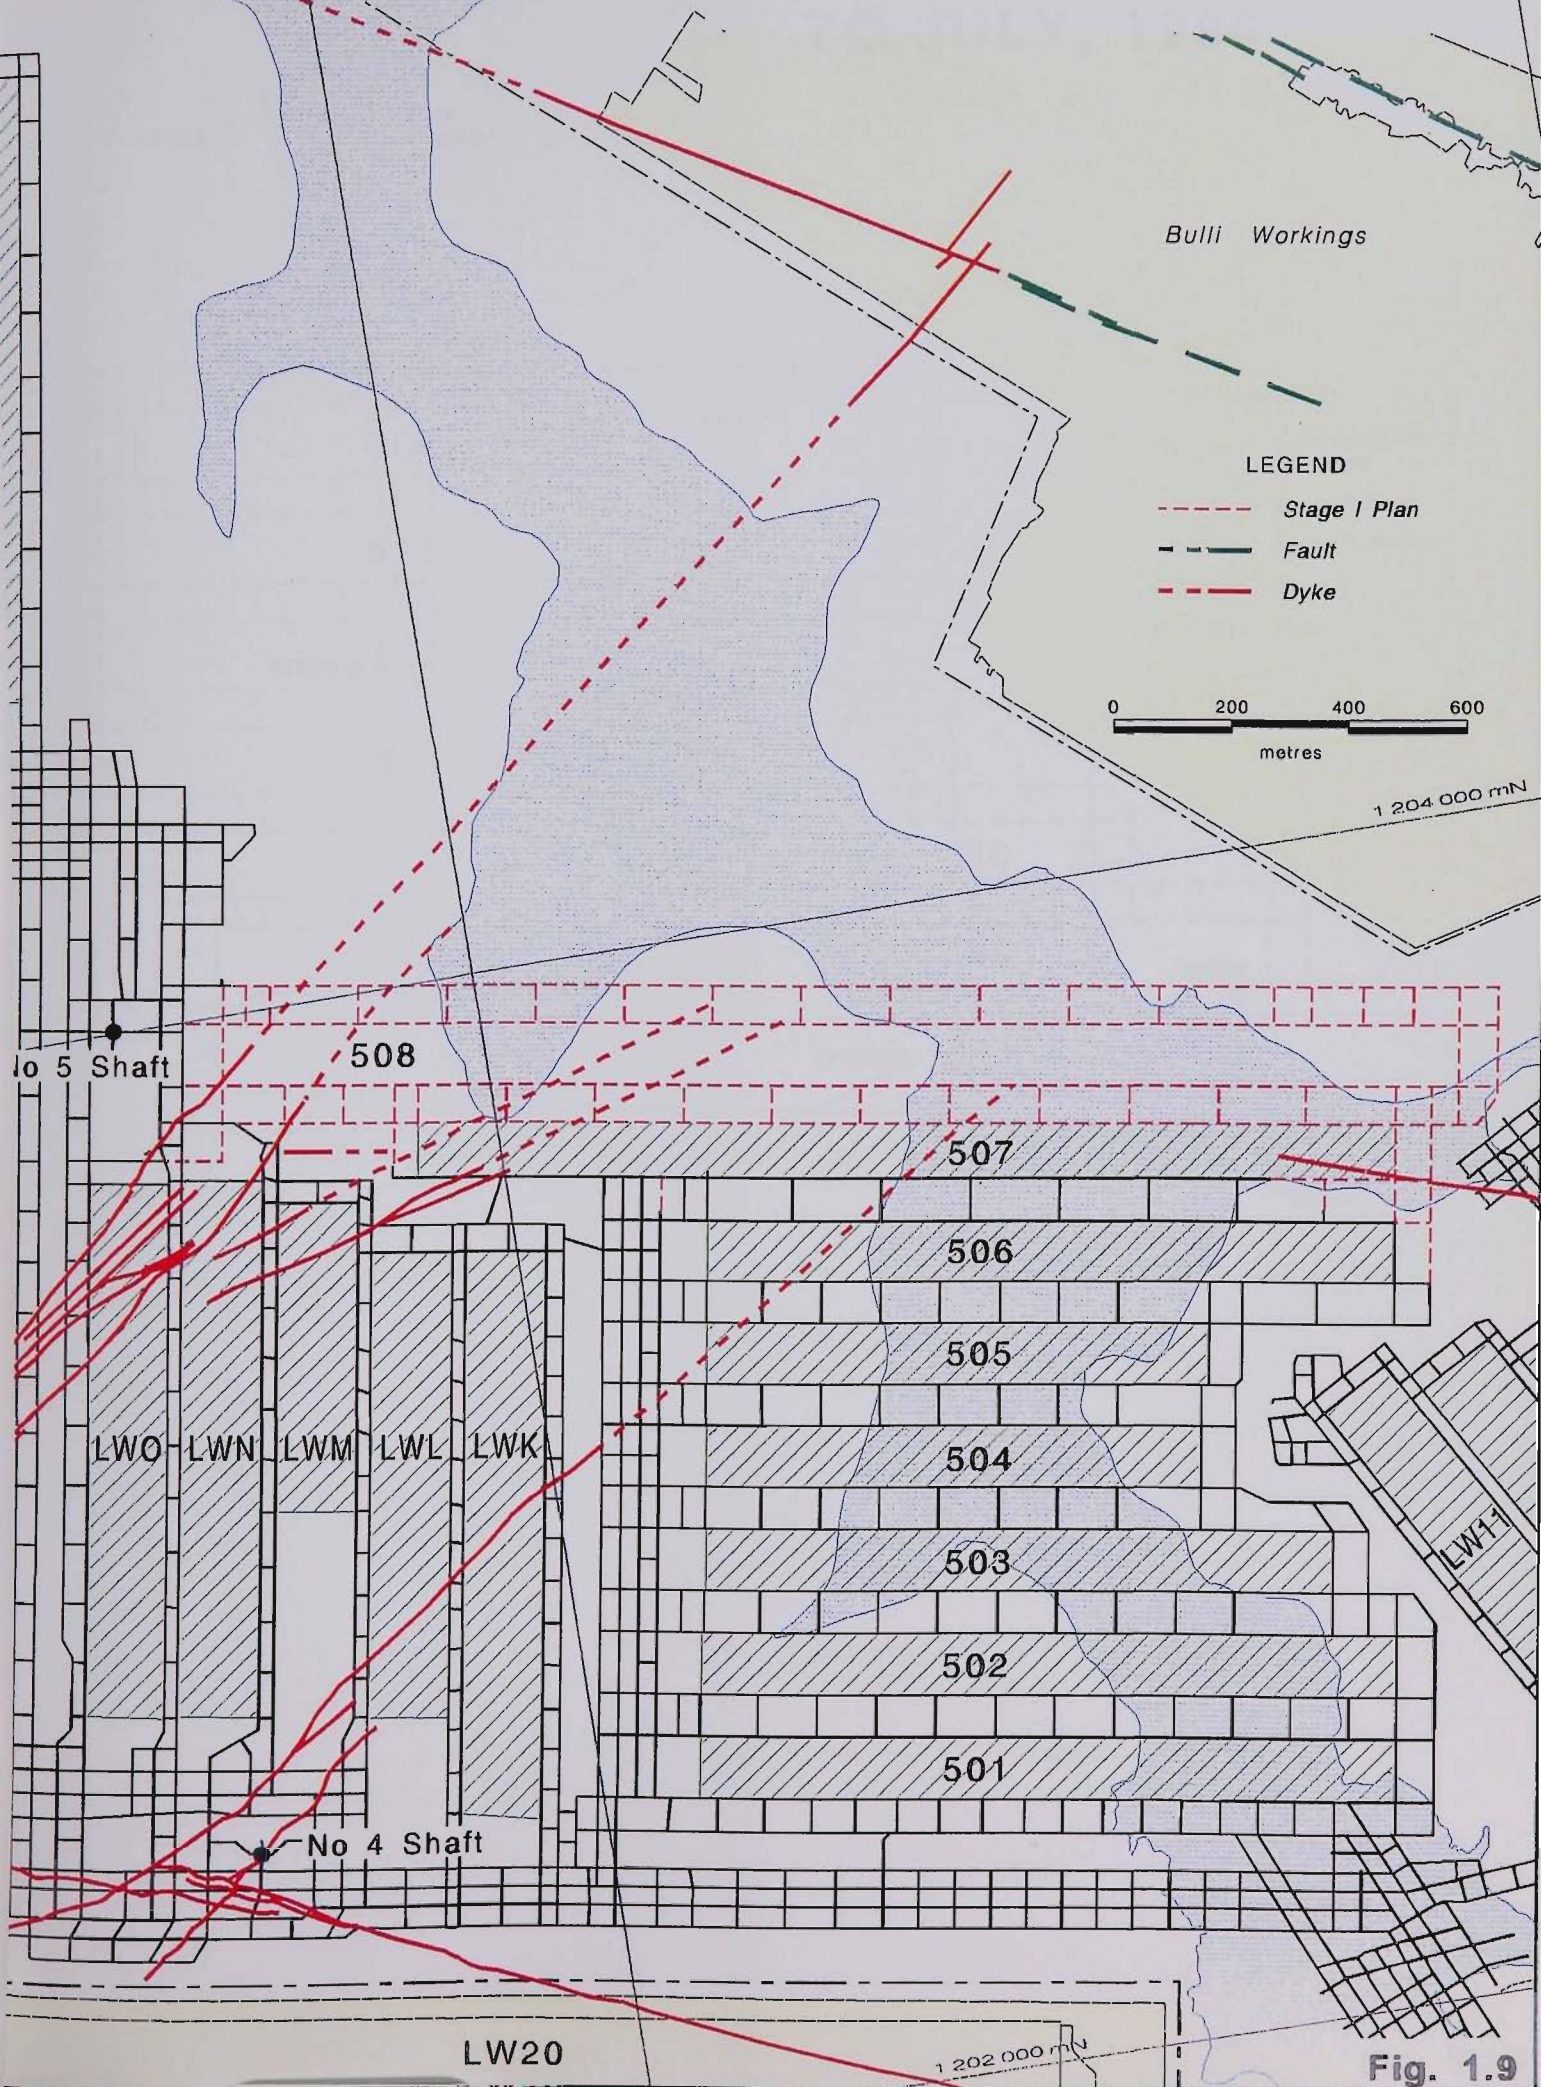 Bulli Workings
LEGEND
Stage I Plan
Fault
Dyke
0 200 400 600
metres
1 204 000 mN
No 5 Shaft
508
507
506
505
504
503
502
501
LWO
LWN
LWM
LWL
LWK
LW11
No 4 Shaft
LW20
1 202 000 mN
Fig. 1.9